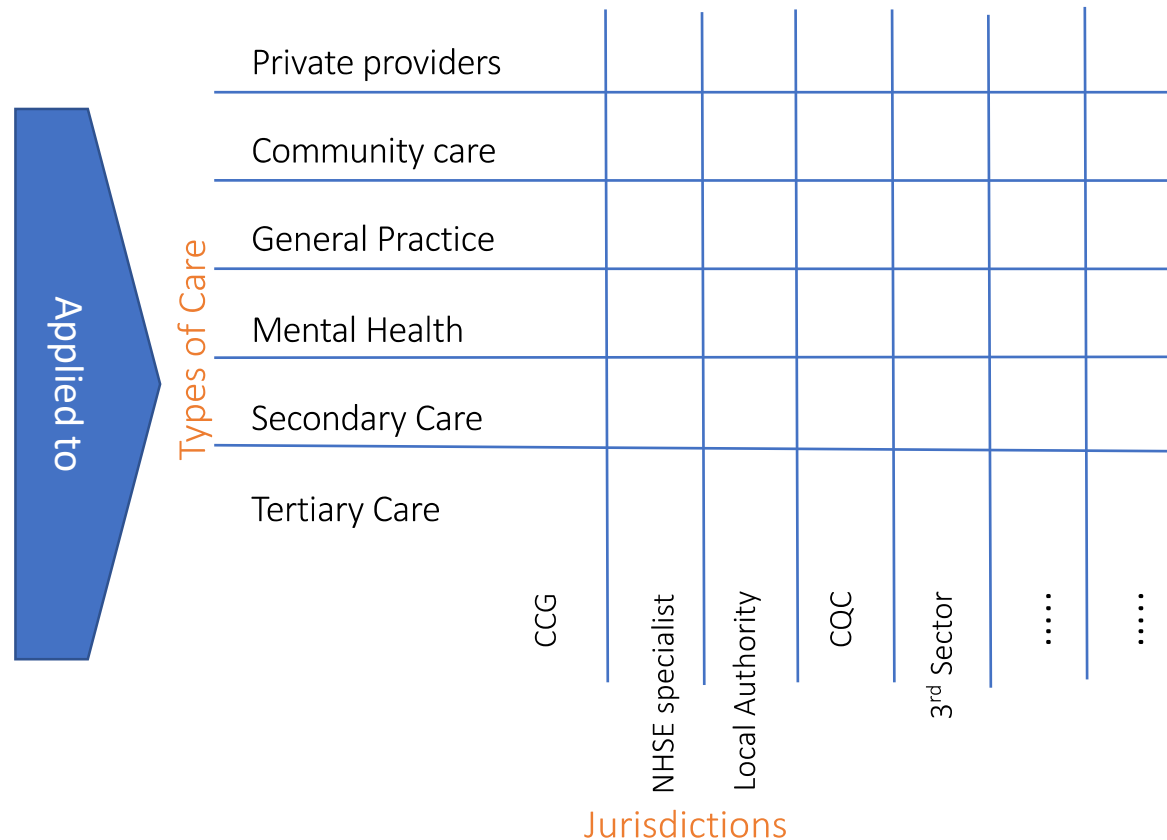 Private providers
Community care
General Practice
Mental Health
Secondary Care
Tertiary Care
Applied to
Types of Care
CCG
NHSE specialist
Local Authority
CQC
3rd Sector
.....
.....
Jurisdictions